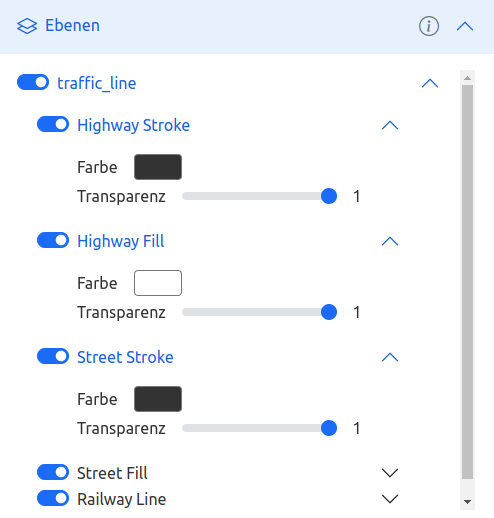 Ebenen
traffic_line
Highway Stroke
Farbe
Transparenz 1
Highway Fill
Farbe
Transparenz 1
Street Stroke
Farbe
Transparenz 1
Street Fill
Railway Line